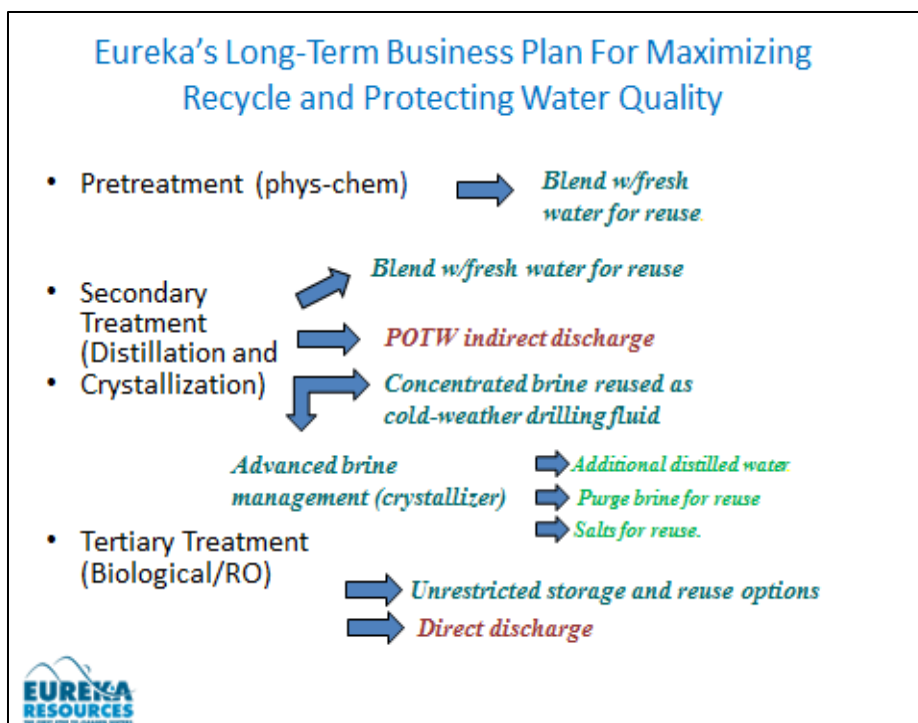 Eureka's Long-Term Business Plan For Maximizing
Recycle and Protecting Water Quality
• Pretreatment (phys-chem)
Blend w/fresh
water for reuse.
Blend w/fresh water for reuse
• Secondary
Treatment
(Distillation and
• Crystallization)
POTW indirect discharge
Concentrated brine reused as
cold-weather drilling fluid
Advanced brine
management (crystallizer)
Additional distilled water.
Purge brine for reuse
Salts for reuse.
• Tertiary Treatment
(Biological/RO)
Unrestricted storage and reuse options
Direct discharge
EUREKA
RESOURCES